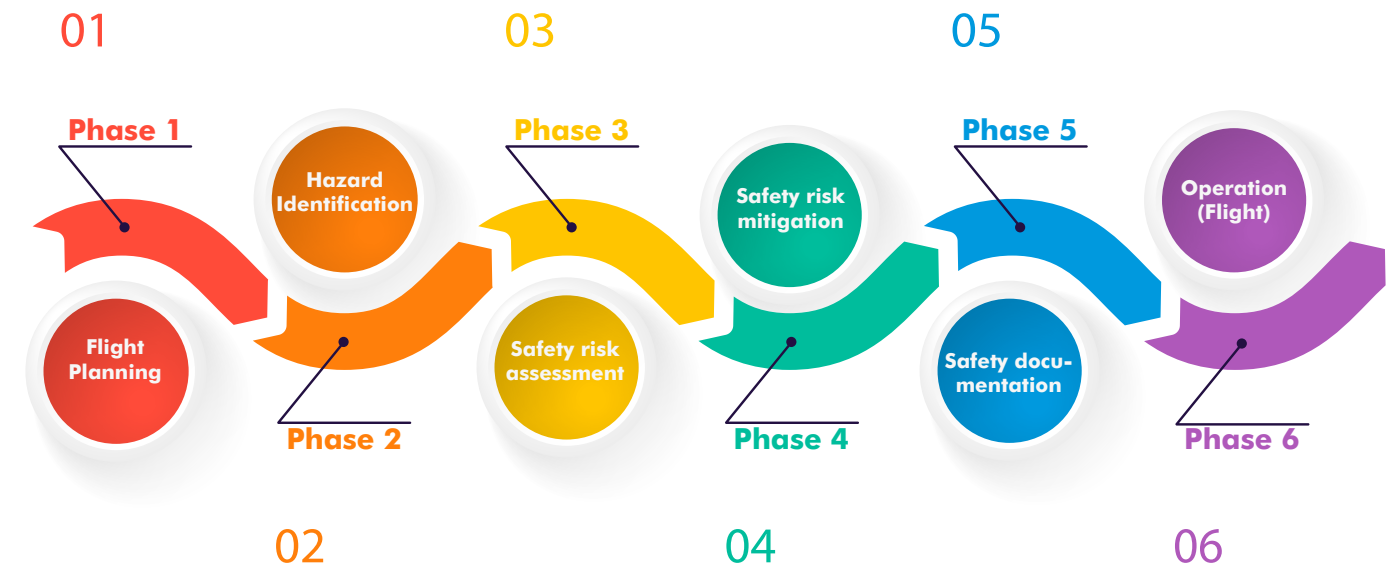 01
03
05
Phase 1
Phase 3
Phase 5
Hazard
Identification
Safety risk
mitigation
Operation
(Flight)
Flight
Planning
Safety risk
assessment
Safety docu-
mentation
Phase 2
Phase 4
Phase 6
02
04
06